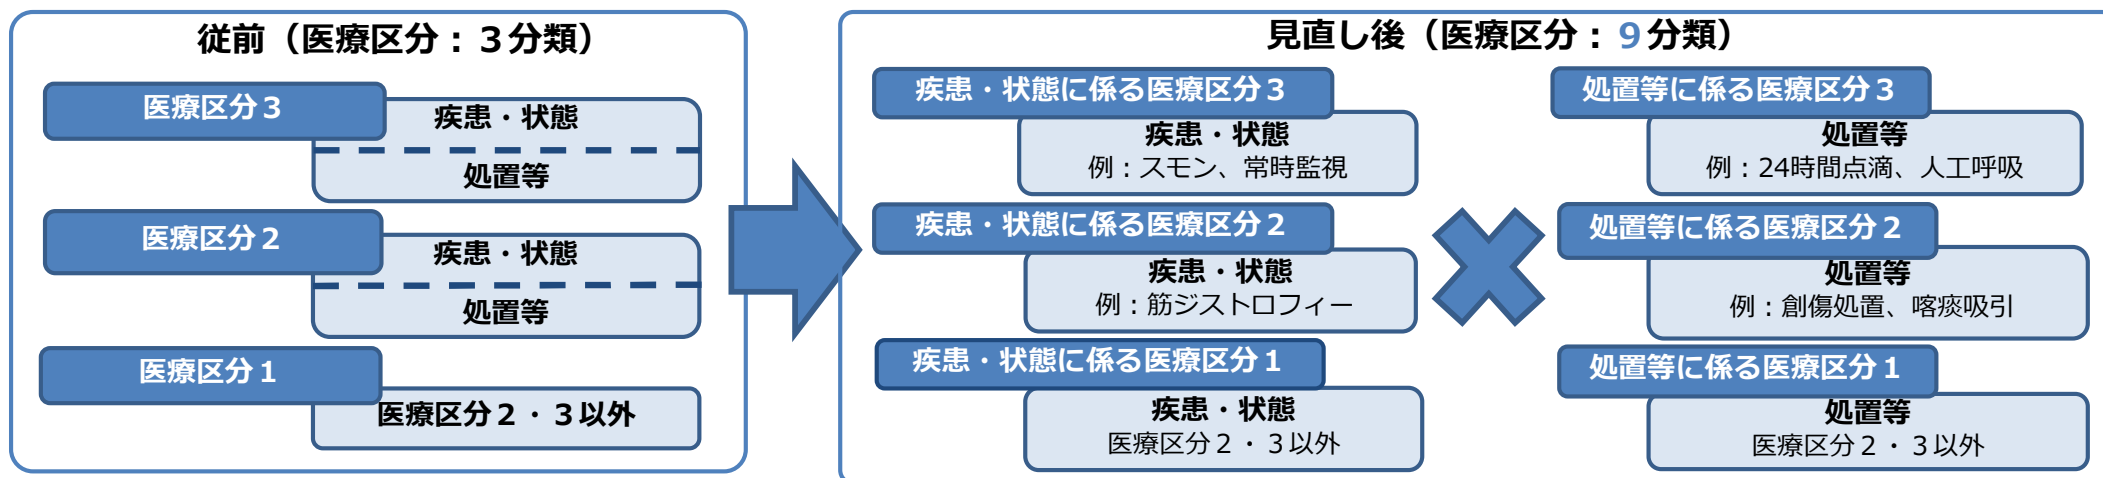 従前（医療区分：３分類）
医療区分３
疾患・状態
処置等
医療区分２
疾患・状態
処置等
医療区分１
医療区分２・３以外
見直し後（医療区分：９分類）
疾患・状態に係る医療区分３
疾患・状態
例：スモン、常時監視
疾患・状態に係る医療区分２
疾患・状態
例：筋ジストロフィー
疾患・状態に係る医療区分１
疾患・状態
医療区分２・３以外
処置等に係る医療区分３
処置等
例：24時間点滴、人工呼吸
処置等に係る医療区分２
処置等
例：創傷処置、喀痰吸引
処置等に係る医療区分１
処置等
医療区分２・３以外